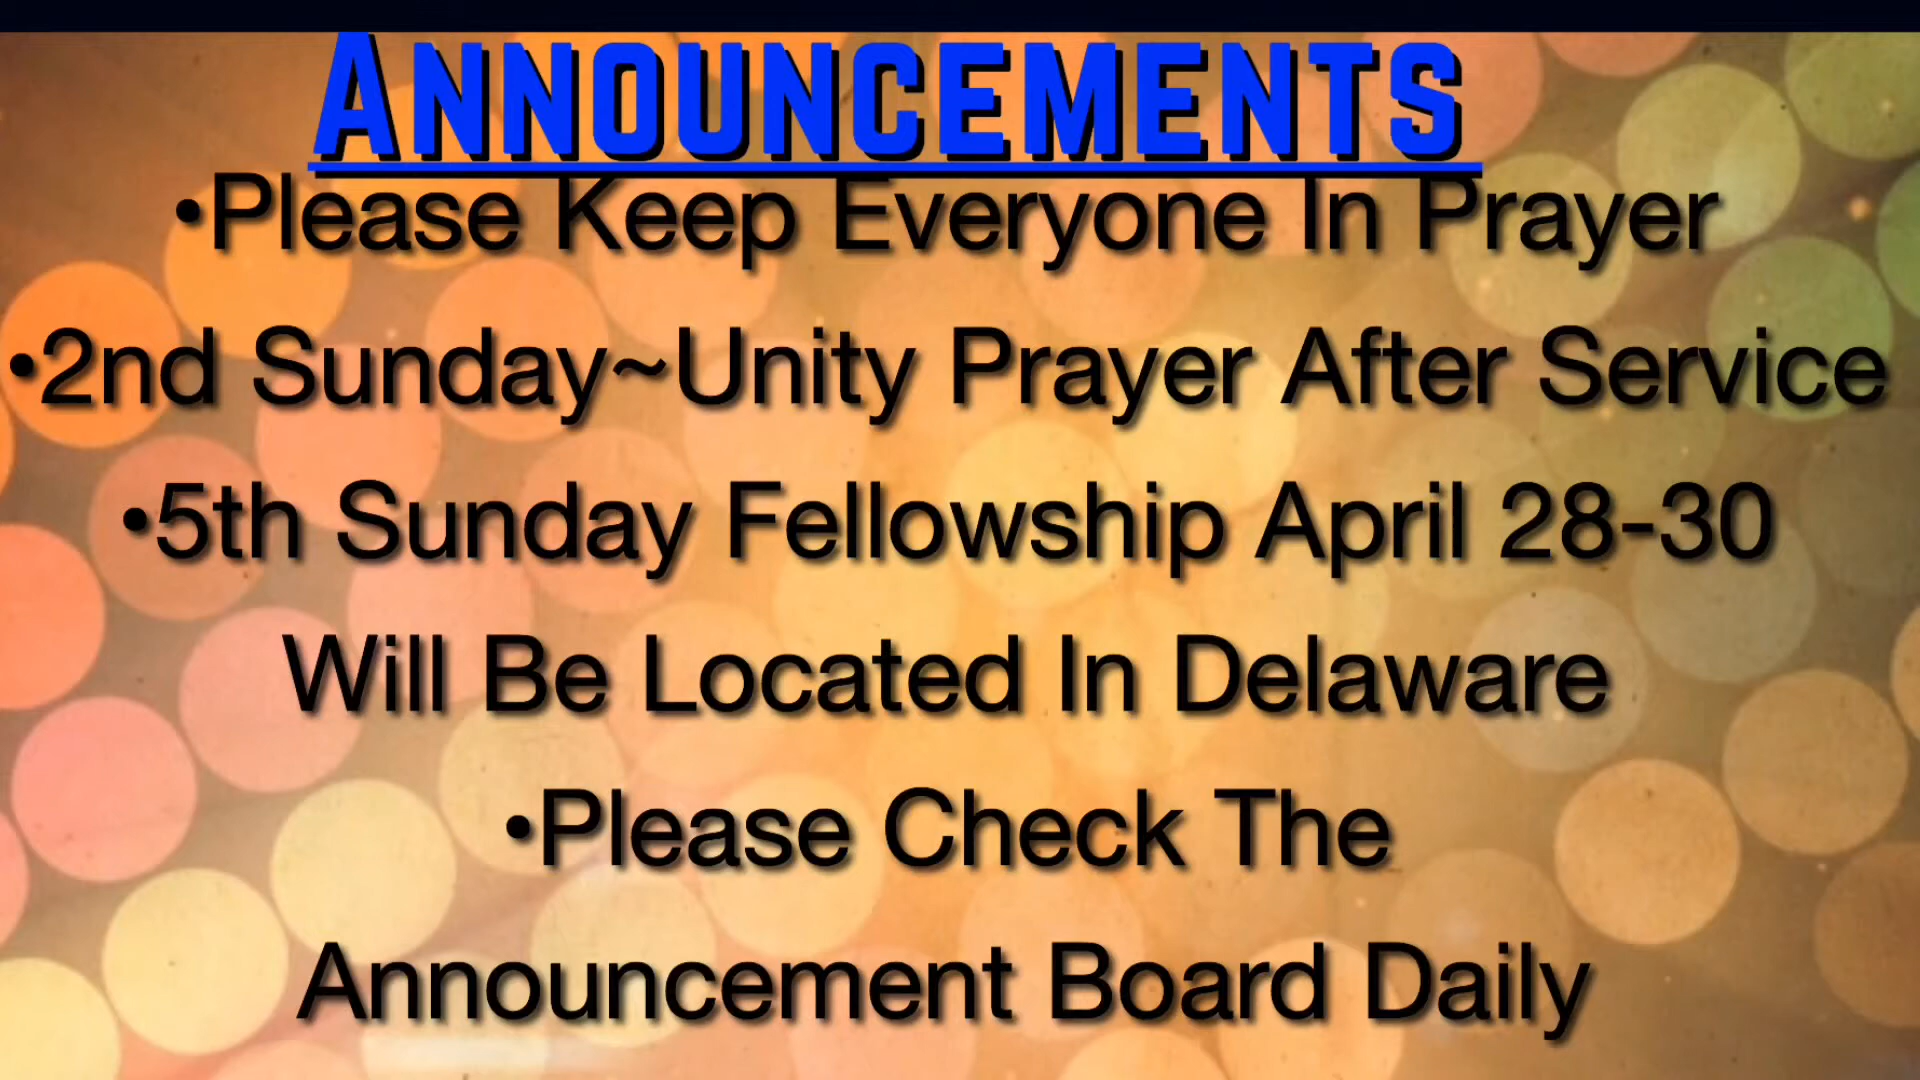 ANNOUNCEMENTS
•Please Keep Everyone In Prayer
•2nd Sunday~Unity Prayer After Service
•5th Sunday Fellowship April 28-30
Will Be Located In Delaware
•Please Check The
Announcement Board Daily